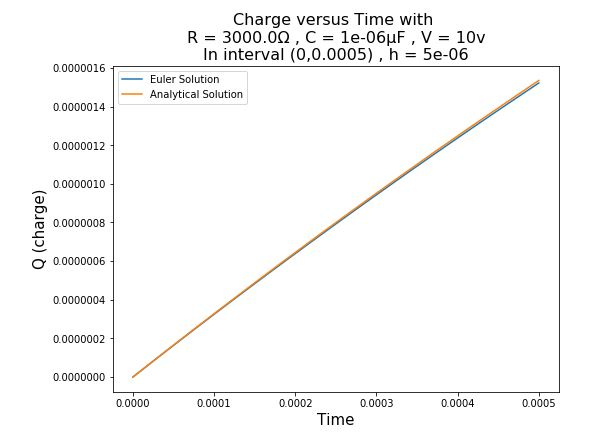 Charge versus Time with
R = 3000.0Ω , C = 1e-06μF , V = 10v
In interval (0,0.0005) , h = 5e-06
Euler Solution
Analytical Solution
Q (charge)
0.0000016
0.0000014
0.0000012
0.0000010
0.0000008
0.0000006
0.0000004
0.0000002
0.0000000
0.0000 0.0001 0.0002 0.0003 0.0004 0.0005
Time